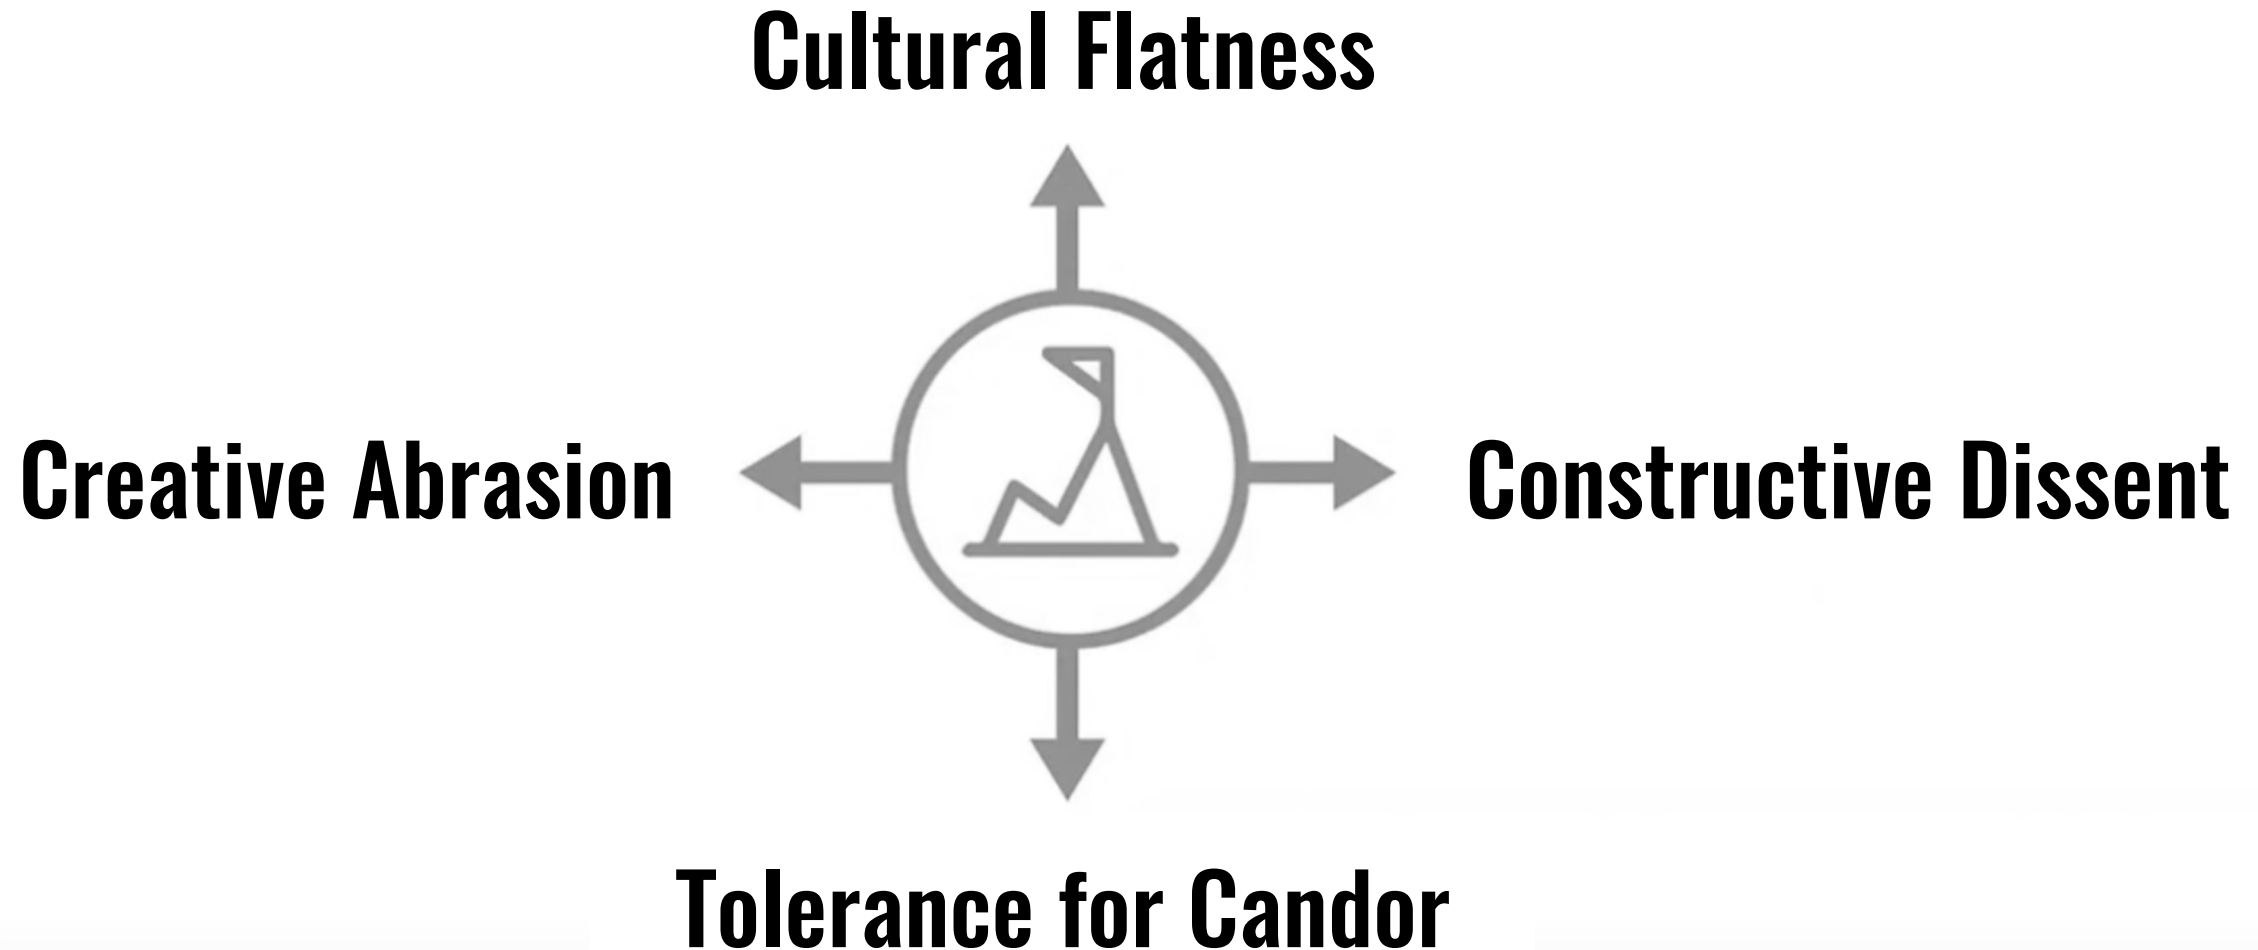 Cultural Flatness
Creative Abrasion
Constructive Dissent
Tolerance for Candor